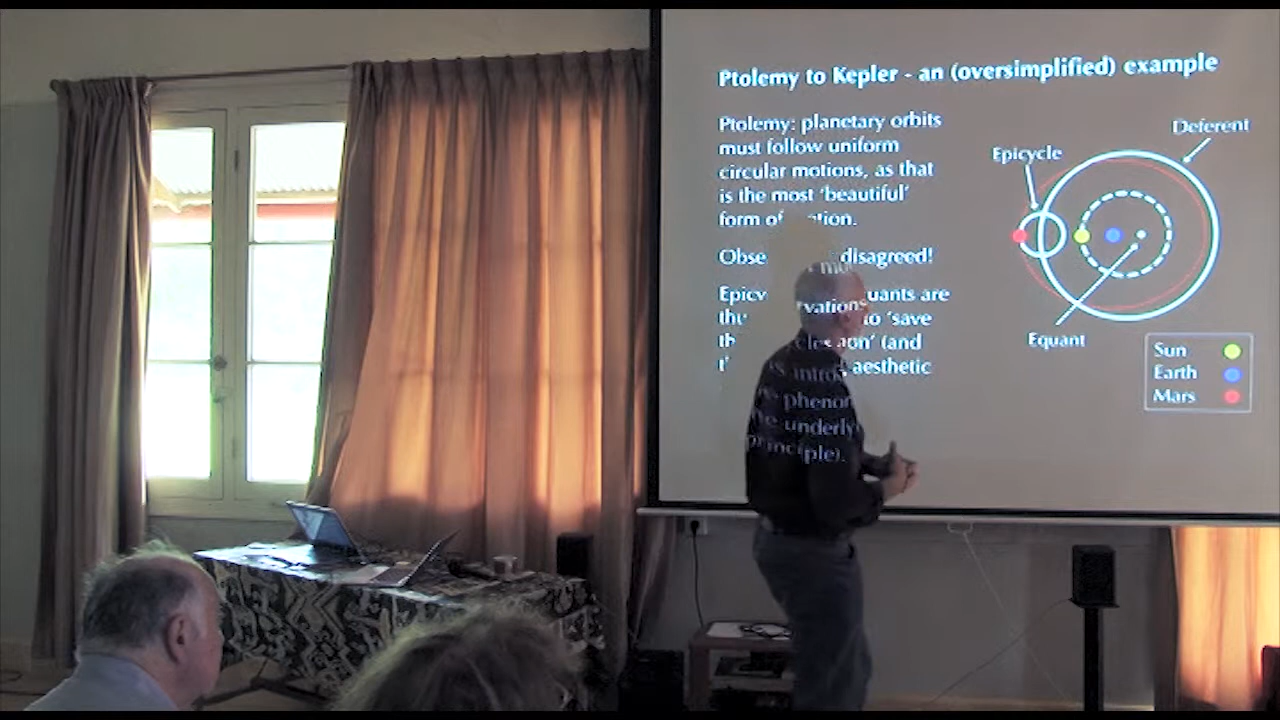 Ptolemy to Kepler - an (oversimplified) example
Ptolemy: planetary orbits
must follow uniform
circular motions, as that
is the most 'beautiful'
form of
disagreed!
are
to 'save
(and
aesthetic
principle).
Deferent
Epicycle
Equant
Sun
Earth
Mars